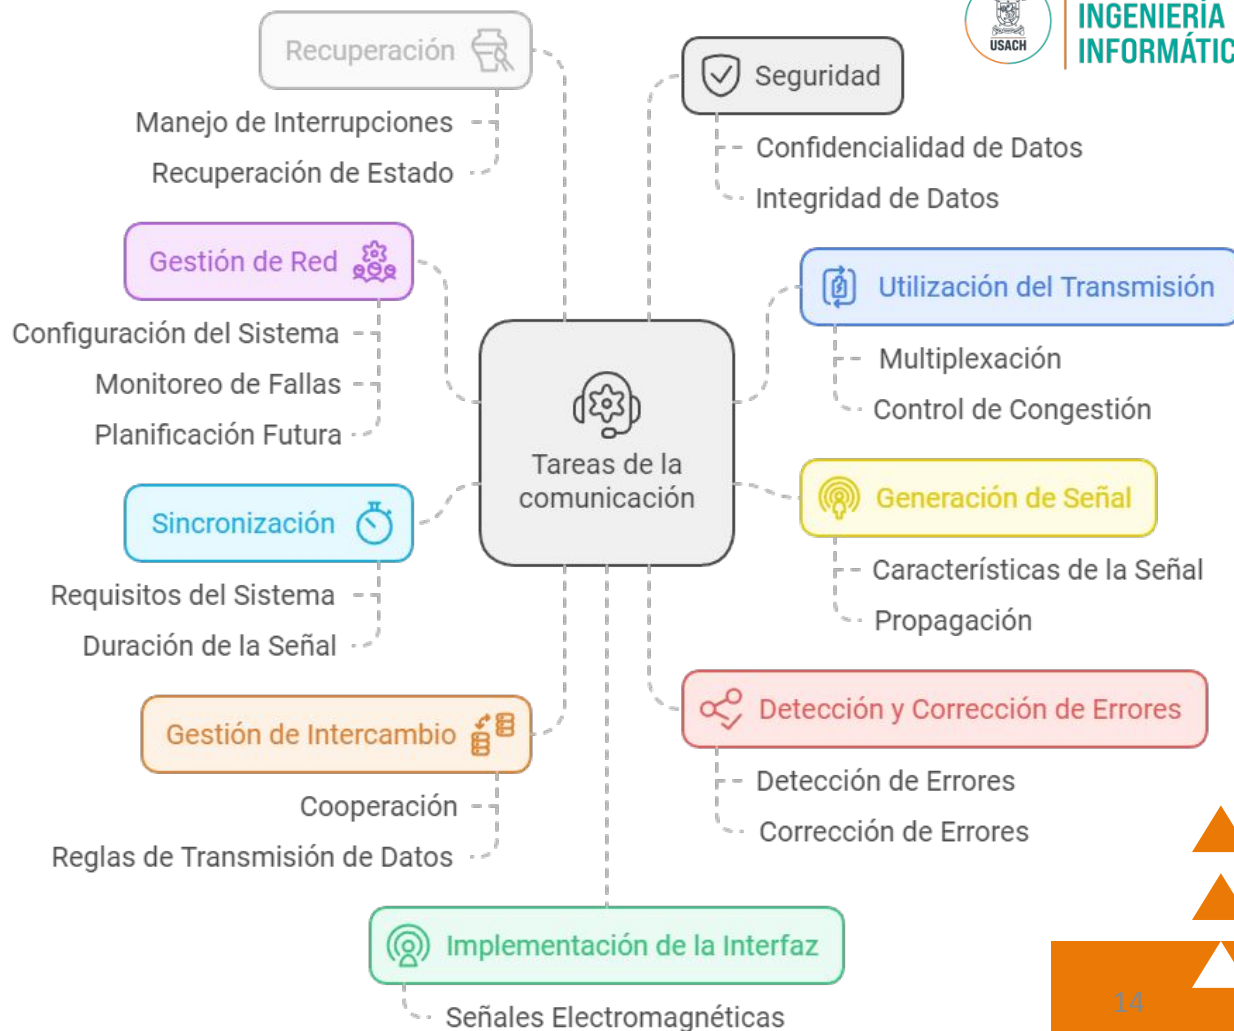 USACH
INGENIERÍA
INFORMÁTIC
Recuperación
Manejo de Interrupciones
Recuperación de Estado
Seguridad
Confidencialidad de Datos
Integridad de Datos
Gestión de Red
Configuración del Sistema
Monitoreo de Fallas
Planificación Futura
Utilización del Transmisión
Multiplexación
Control de Congestión
Tareas de la
comunicación
Sincronización
Requisitos del Sistema
Duración de la Señal
Generación de Señal
Características de la Señal
Propagación
Gestión de Intercambio
Cooperación
Reglas de Transmisión de Datos
Detección y Corrección de Errores
Detección de Errores
Corrección de Errores
Implementación de la Interfaz
Señales Electromagnéticas
14